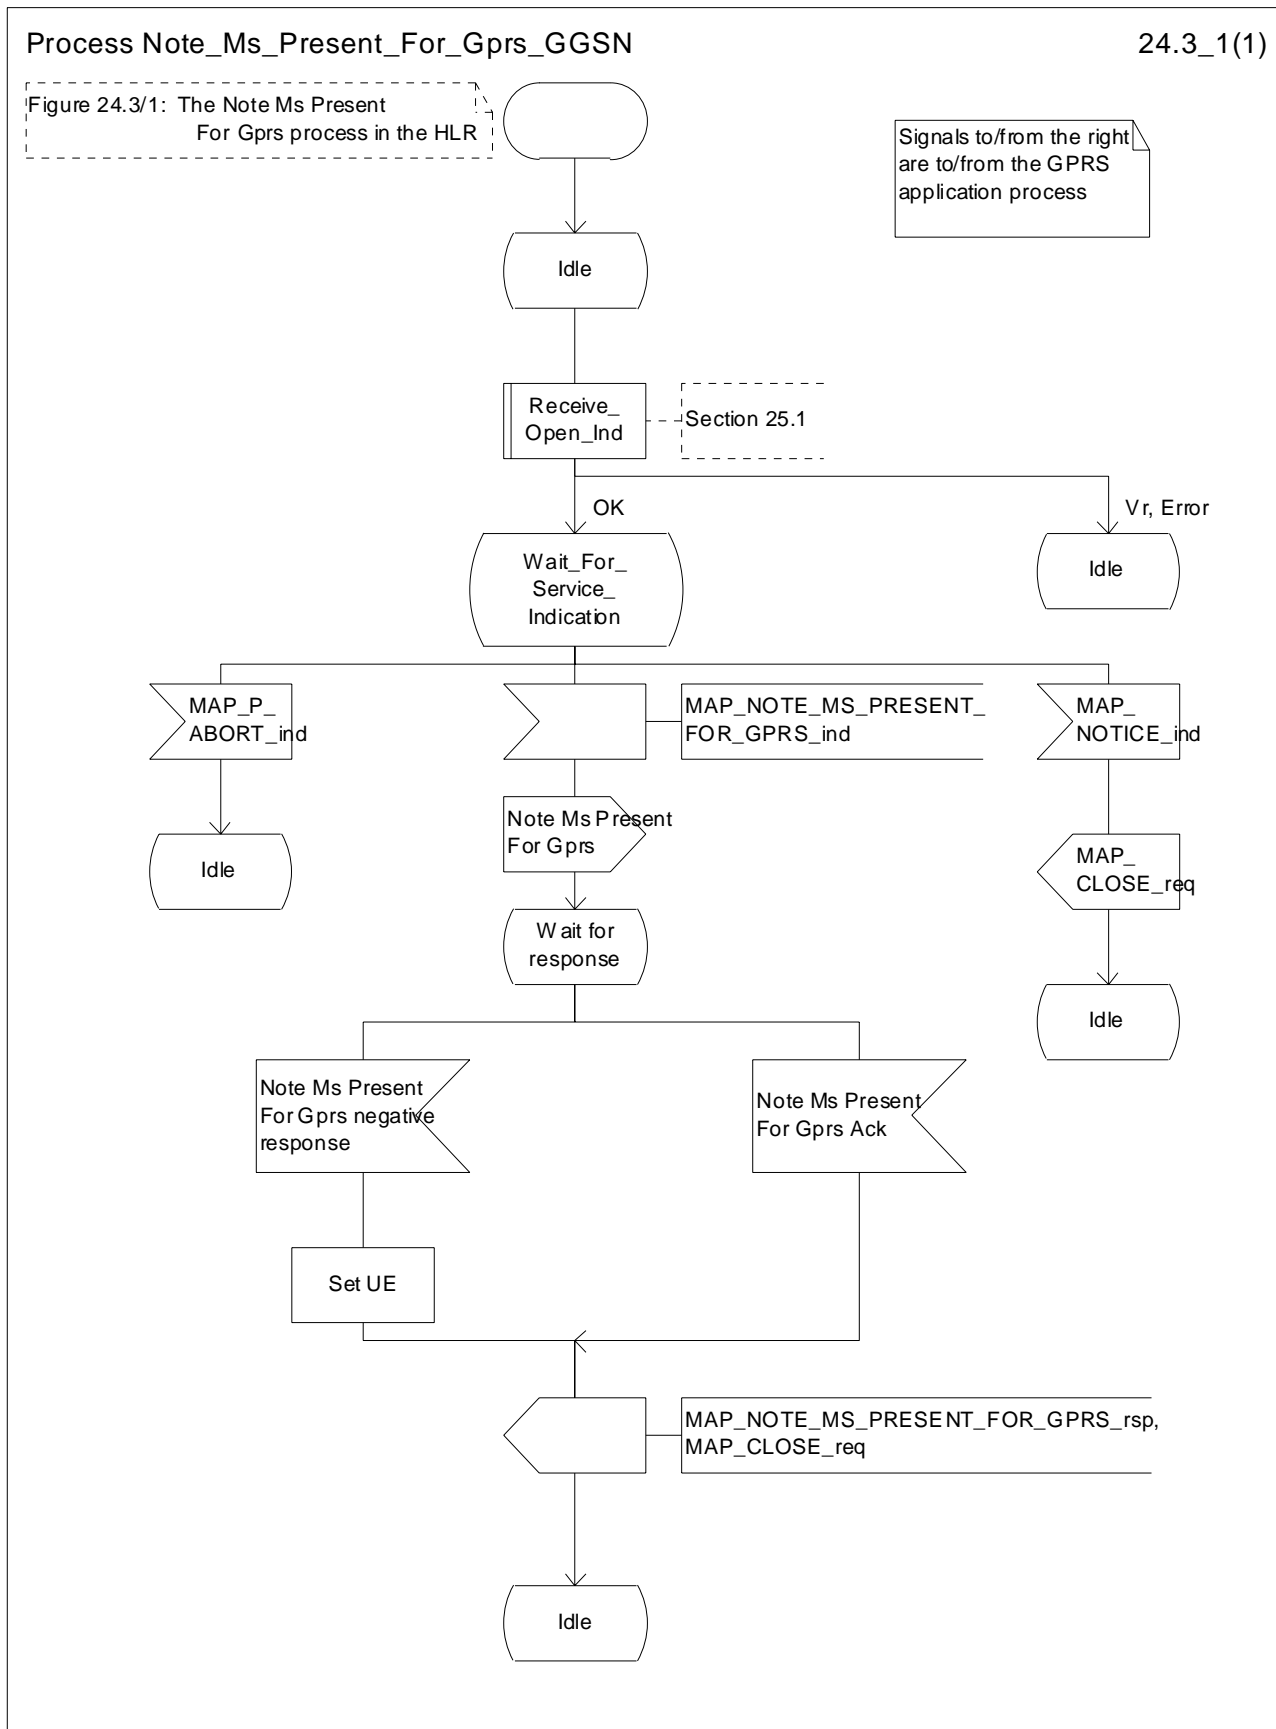 Process Note_Ms_Present_For_Gprs_GGSN
24.3_1(1)
Figure 24.3/1: The Note Ms Present
For Gprs process in the HLR
Signals to/from the right
are to/from the GPRS
application process
Idle
Receive_
Open_Ind
Section 25.1
OK
Vr, Error
Wait_For_
Service_
Indication
Idle
MAP_P_
ABORT_ind
MAP_NOTE_MS_PRESENT_
FOR_GPRS_ind
MAP_
NOTICE_ind
Note Ms Present
For Gprs
Idle
MAP_
CLOSE_req
Wait for
response
Idle
Note Ms Present
For Gprs negative
response
Note Ms Present
For Gprs Ack
Set UE
MAP_NOTE_MS_PRESENT_FOR_GPRS_rsp,
MAP_CLOSE_req
Idle